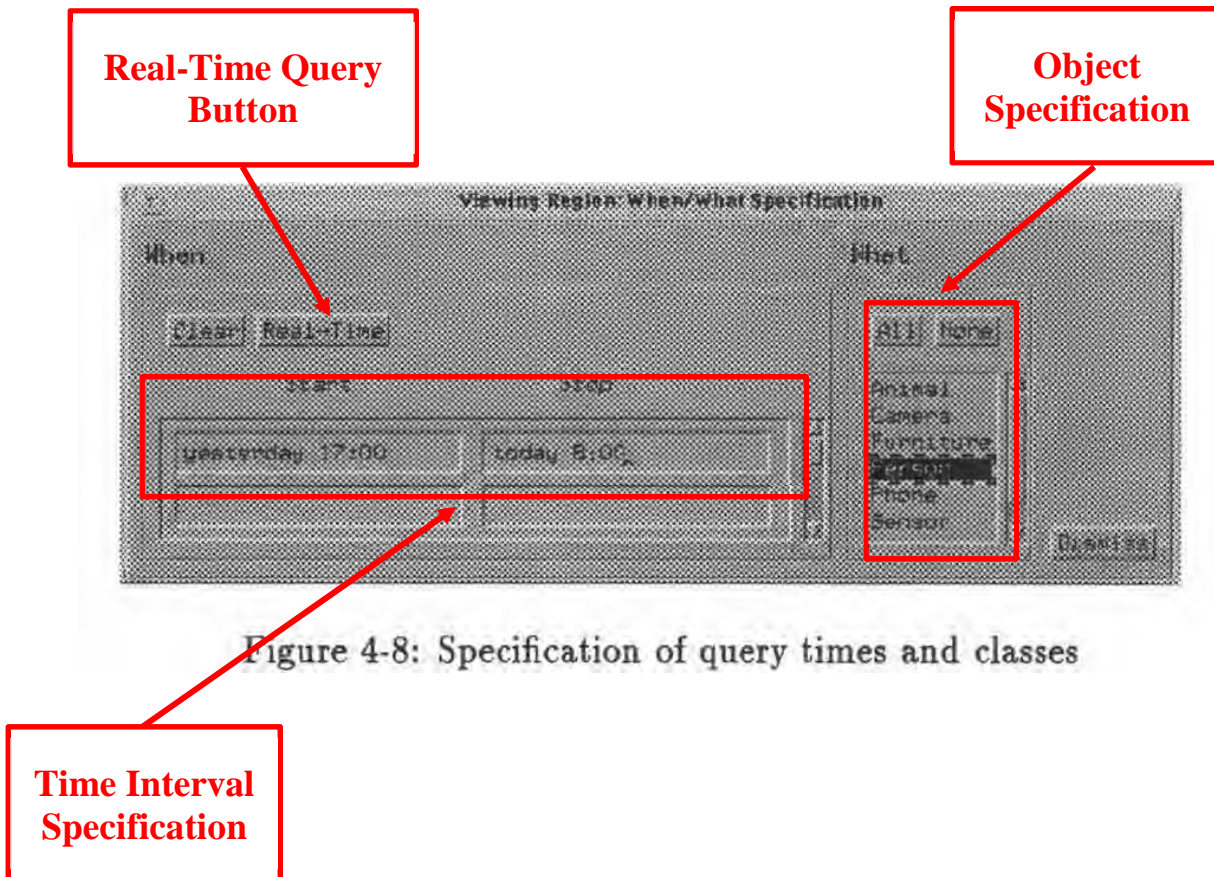 Real-Time Query
Button
Object
Specification
Viewing Region: When/What Specification
When
What
Clear Real-Time
All None
Start Stop
Animal
Camera
Furniture
yesterday 17:00 today 8:00
Person
Phone
Sensor
Dismiss
Figure 4-8: Specification of query times and classes
Time Interval
Specification